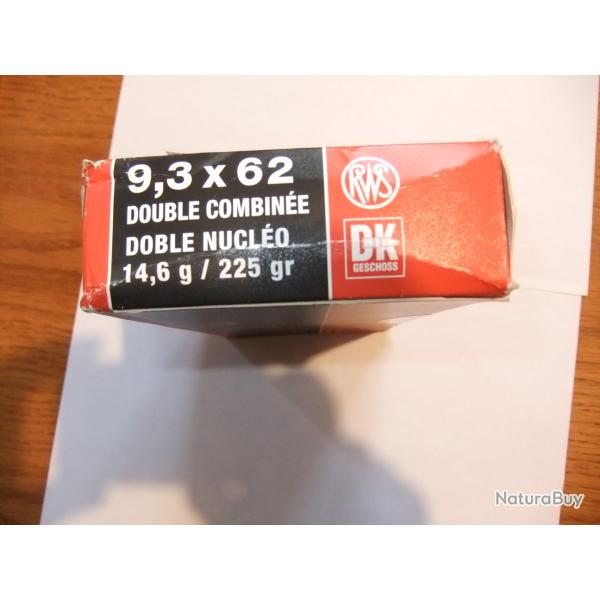 9,3 x 62
DOUBLE COMBINÉE
DOBLE NUCLÉO
14,6 g / 225 gr
RWS
DK
GESCHOSS
NaturaBuy